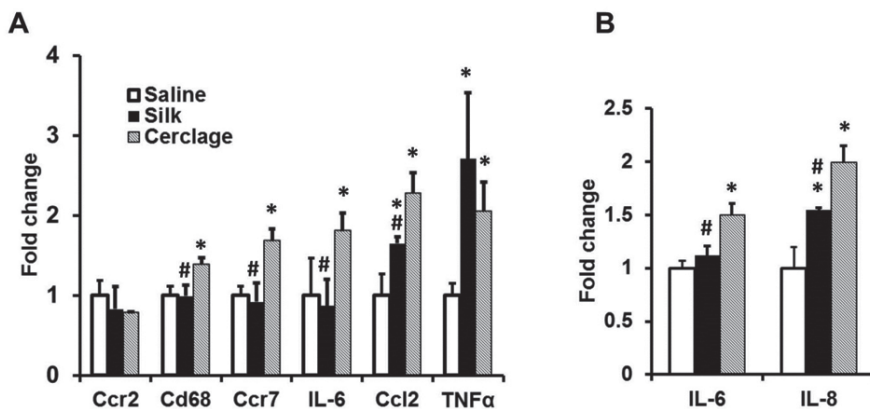 A
Fold change
4
3
2
1
0
Saline
Silk
Cerclage
# *
# *
# *
* # *
* *
Ccr2 Cd68 Ccr7 IL-6 Ccl2 TNFα
B
Fold change
2.5
2
1.5
1
0.5
0
# *
# * *
IL-6 IL-8